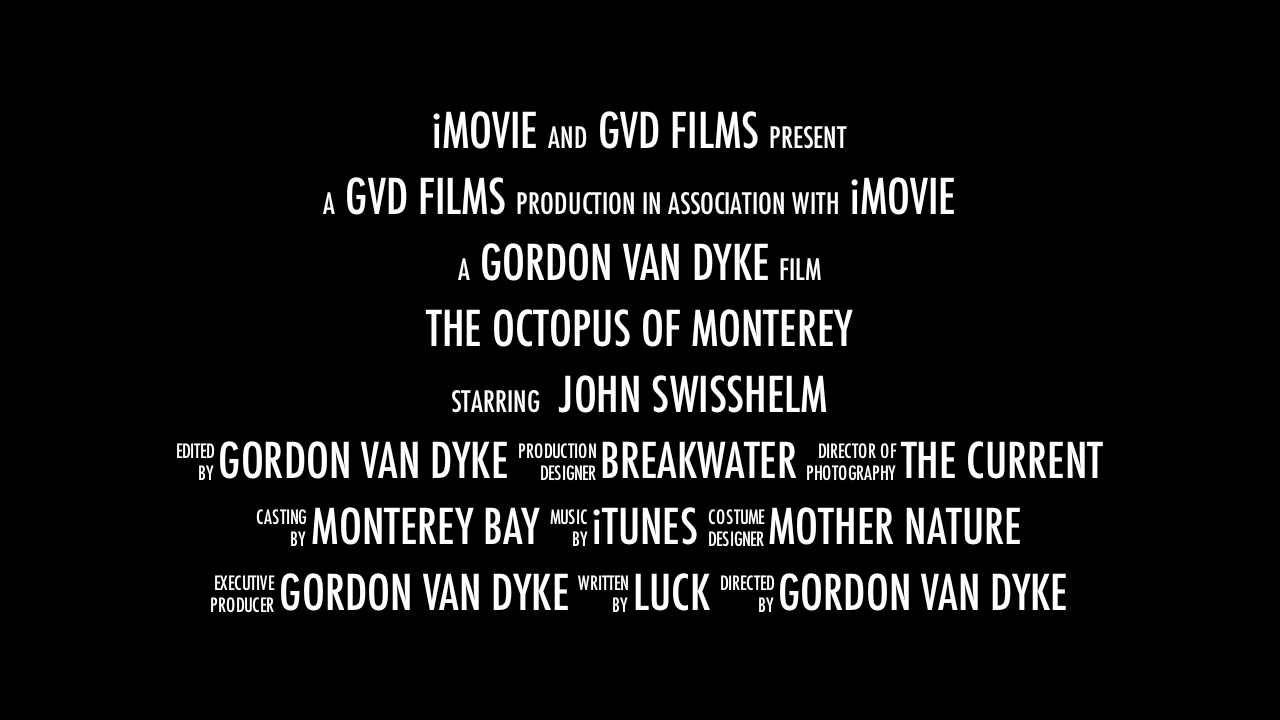 iMOVIE AND GVD FILMS PRESENT
A GVD FILMS PRODUCTION IN ASSOCIATION WITH iMOVIE
A GORDON VAN DYKE FILM
THE OCTOPUS OF MONTEREY
STARRING JOHN SWISSHELM
EDITED BY GORDON VAN DYKE PRODUCTION DESIGNER BREAKWATER DIRECTOR OF PHOTOGRAPHY THE CURRENT
CASTING BY MONTEREY BAY MUSIC BY iTUNES COSTUME DESIGNER MOTHER NATURE
EXECUTIVE PRODUCER GORDON VAN DYKE WRITTEN BY LUCK DIRECTED BY GORDON VAN DYKE